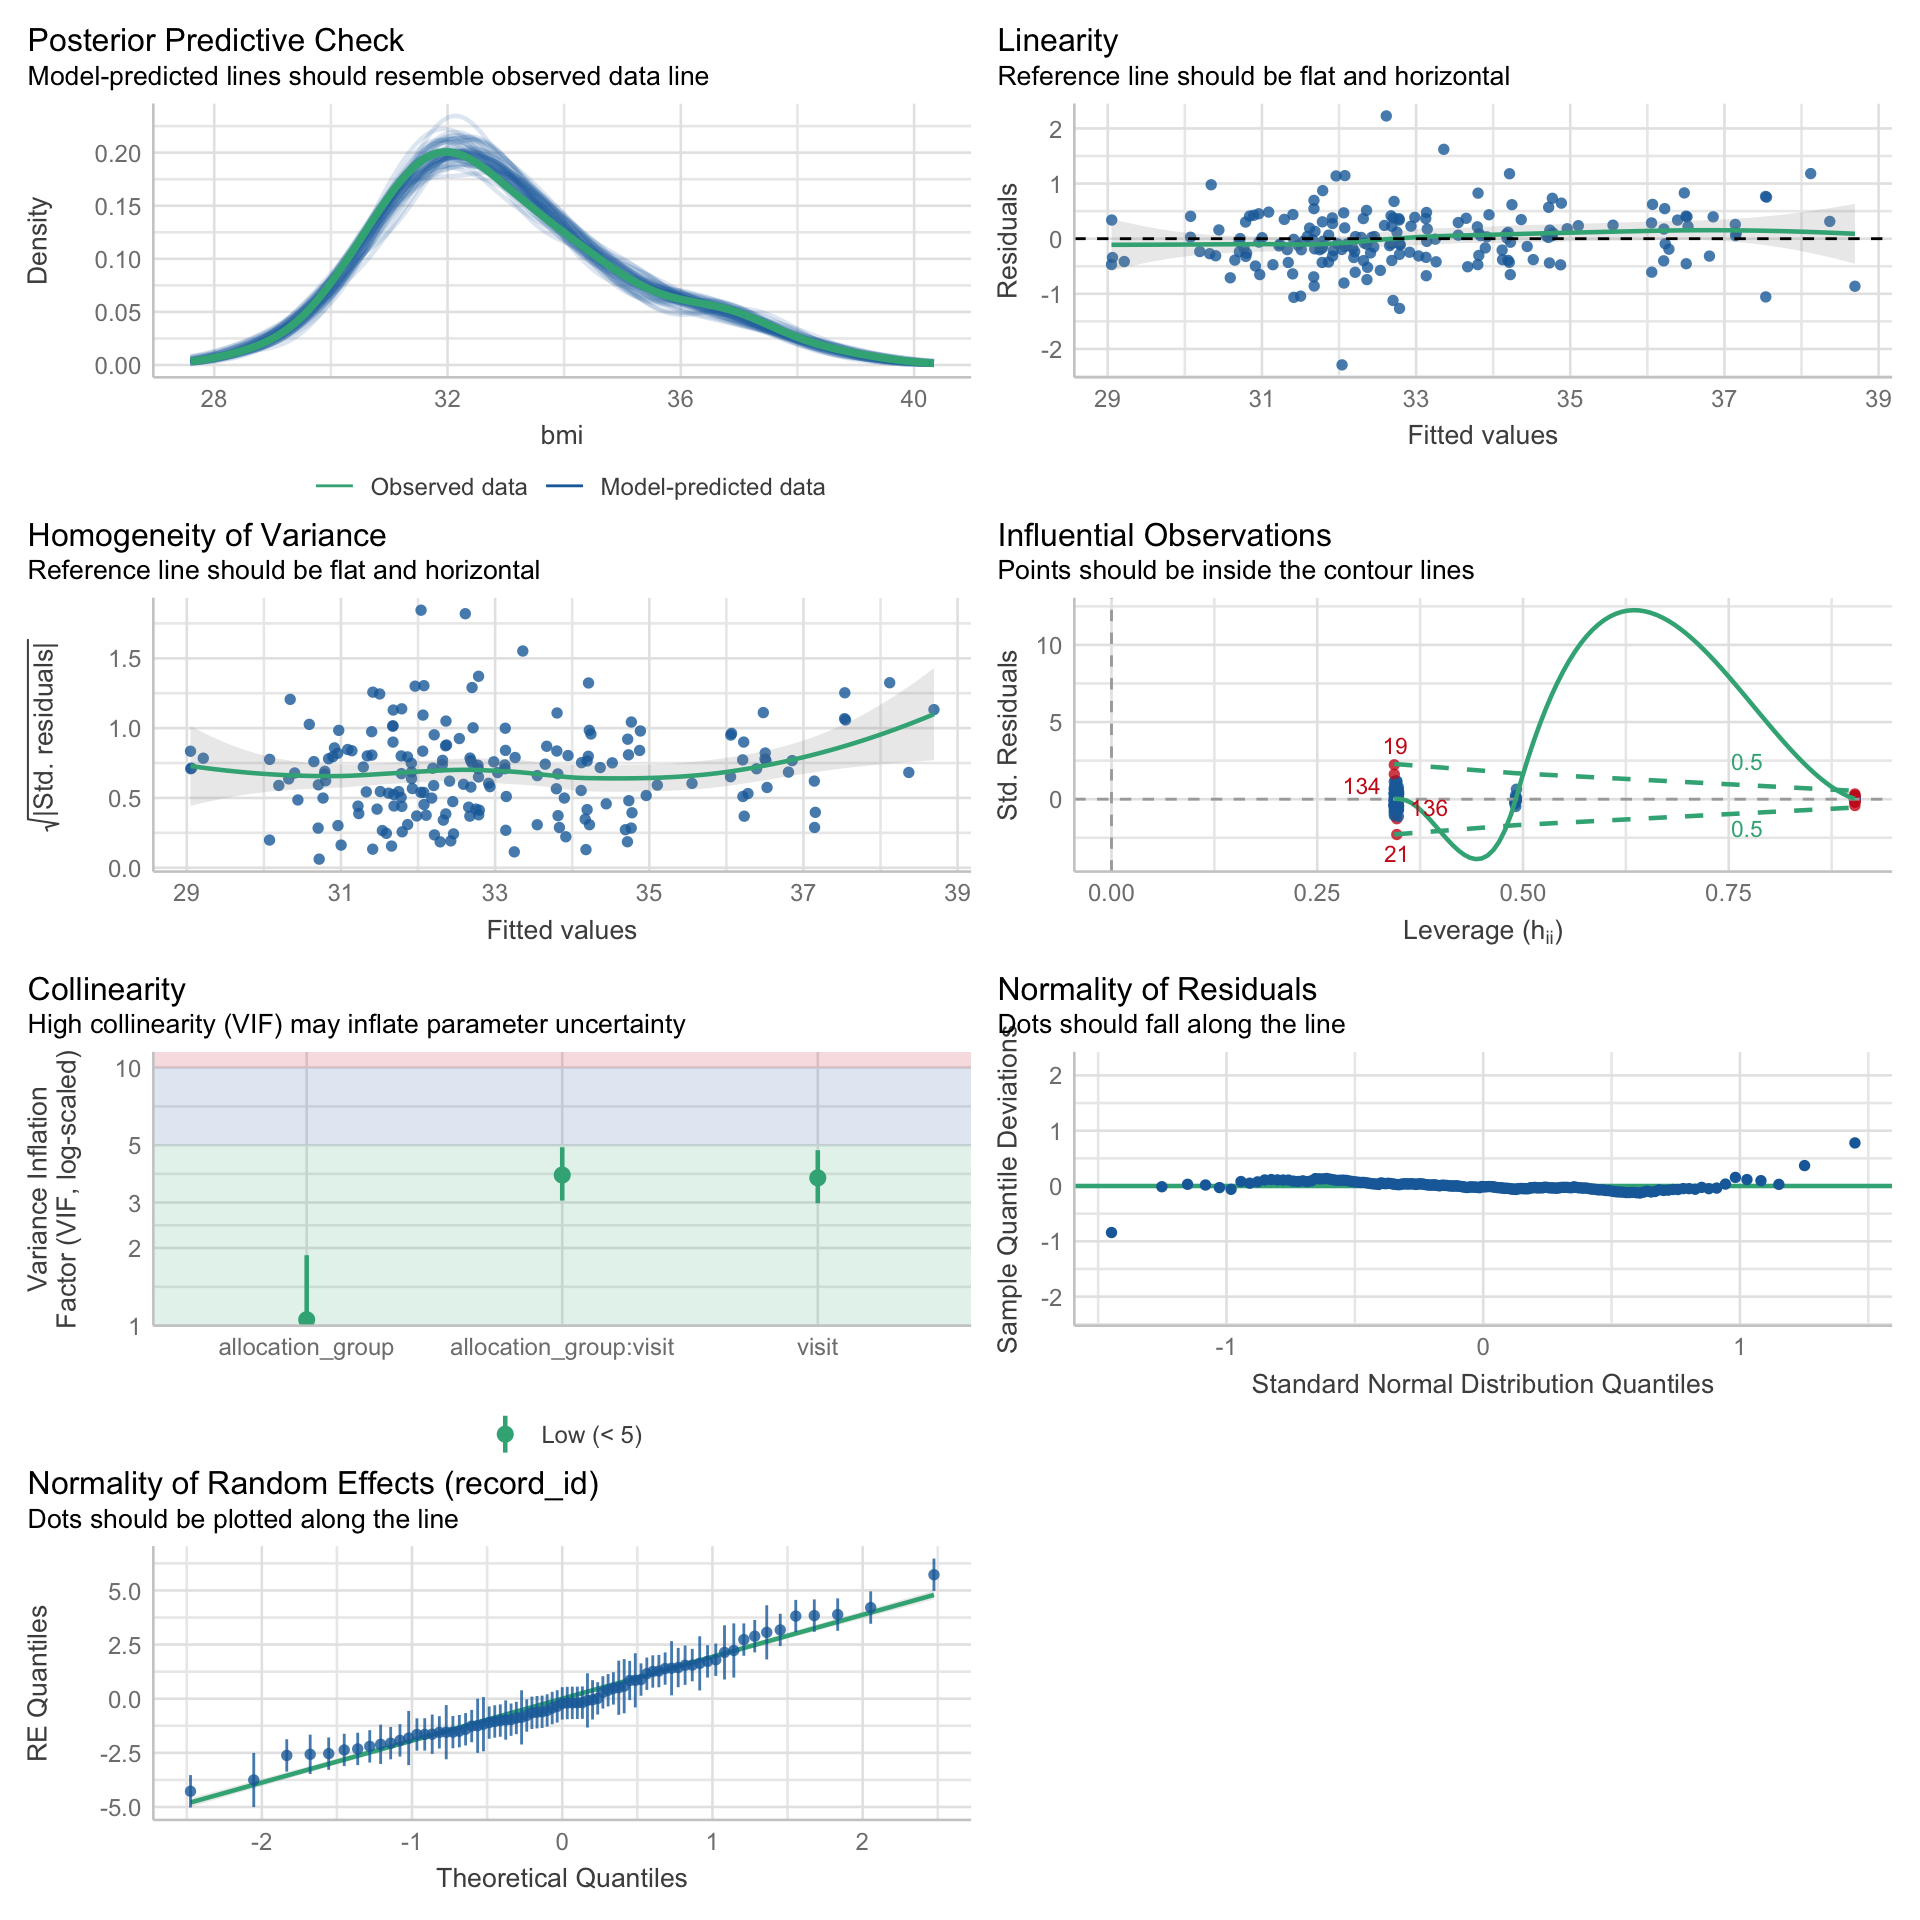 Posterior Predictive Check
Model-predicted lines should resemble observed data line
Density
0.20
0.15
0.10
0.05
0.00
28 32 36 40
bmi
Observed data Model-predicted data
Linearity
Reference line should be flat and horizontal
Residuals
2
1
0
-1
-2
29 31 33 35 37 39
Fitted values
Homogeneity of Variance
Reference line should be flat and horizontal
√|Std. residuals|
1.5
1.0
0.5
0.0
29 31 33 35 37 39
Fitted values
Influential Observations
Points should be inside the contour lines
Std. Residuals
10
5
0
19
134
136
21
0.5
0.5
0.00 0.25 0.50 0.75
Leverage (hii)
Collinearity
High collinearity (VIF) may inflate parameter uncertainty
Variance Inflation
Factor (VIF, log-scaled)
10
5
3
2
1
allocation_group allocation_group:visit visit
Low (< 5)
Normality of Residuals
Dots should fall along the line
Sample Quantile Deviations
2
1
0
-1
-2
-1 0 1
Standard Normal Distribution Quantiles
Normality of Random Effects (record_id)
Dots should be plotted along the line
RE Quantiles
5.0
2.5
0.0
-2.5
-5.0
-2 -1 0 1 2
Theoretical Quantiles